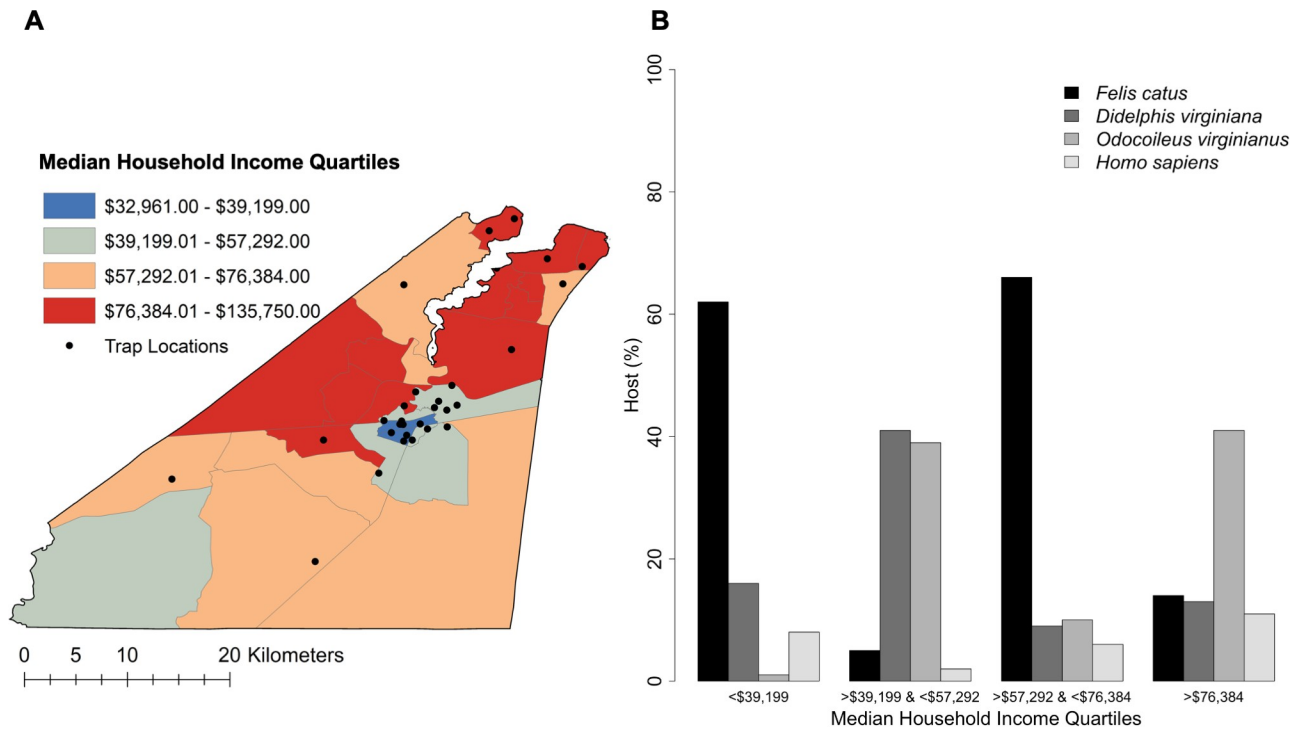 A
Median Household Income Quartiles
$32,961.00 - $39,199.00
$39,199.01 - $57,292.00
$57,292.01 - $76,384.00
$76,384.01 - $135,750.00
Trap Locations
0 5 10 20 Kilometers
B
Felis catus
Didelphis virginiana
Odocoileus virginianus
Homo sapiens
Host (%)
100
80
60
40
20
0
<$39,199 >$39,199 & <$57,292 >$57,292 & <$76,384 >$76,384
Median Household Income Quartiles